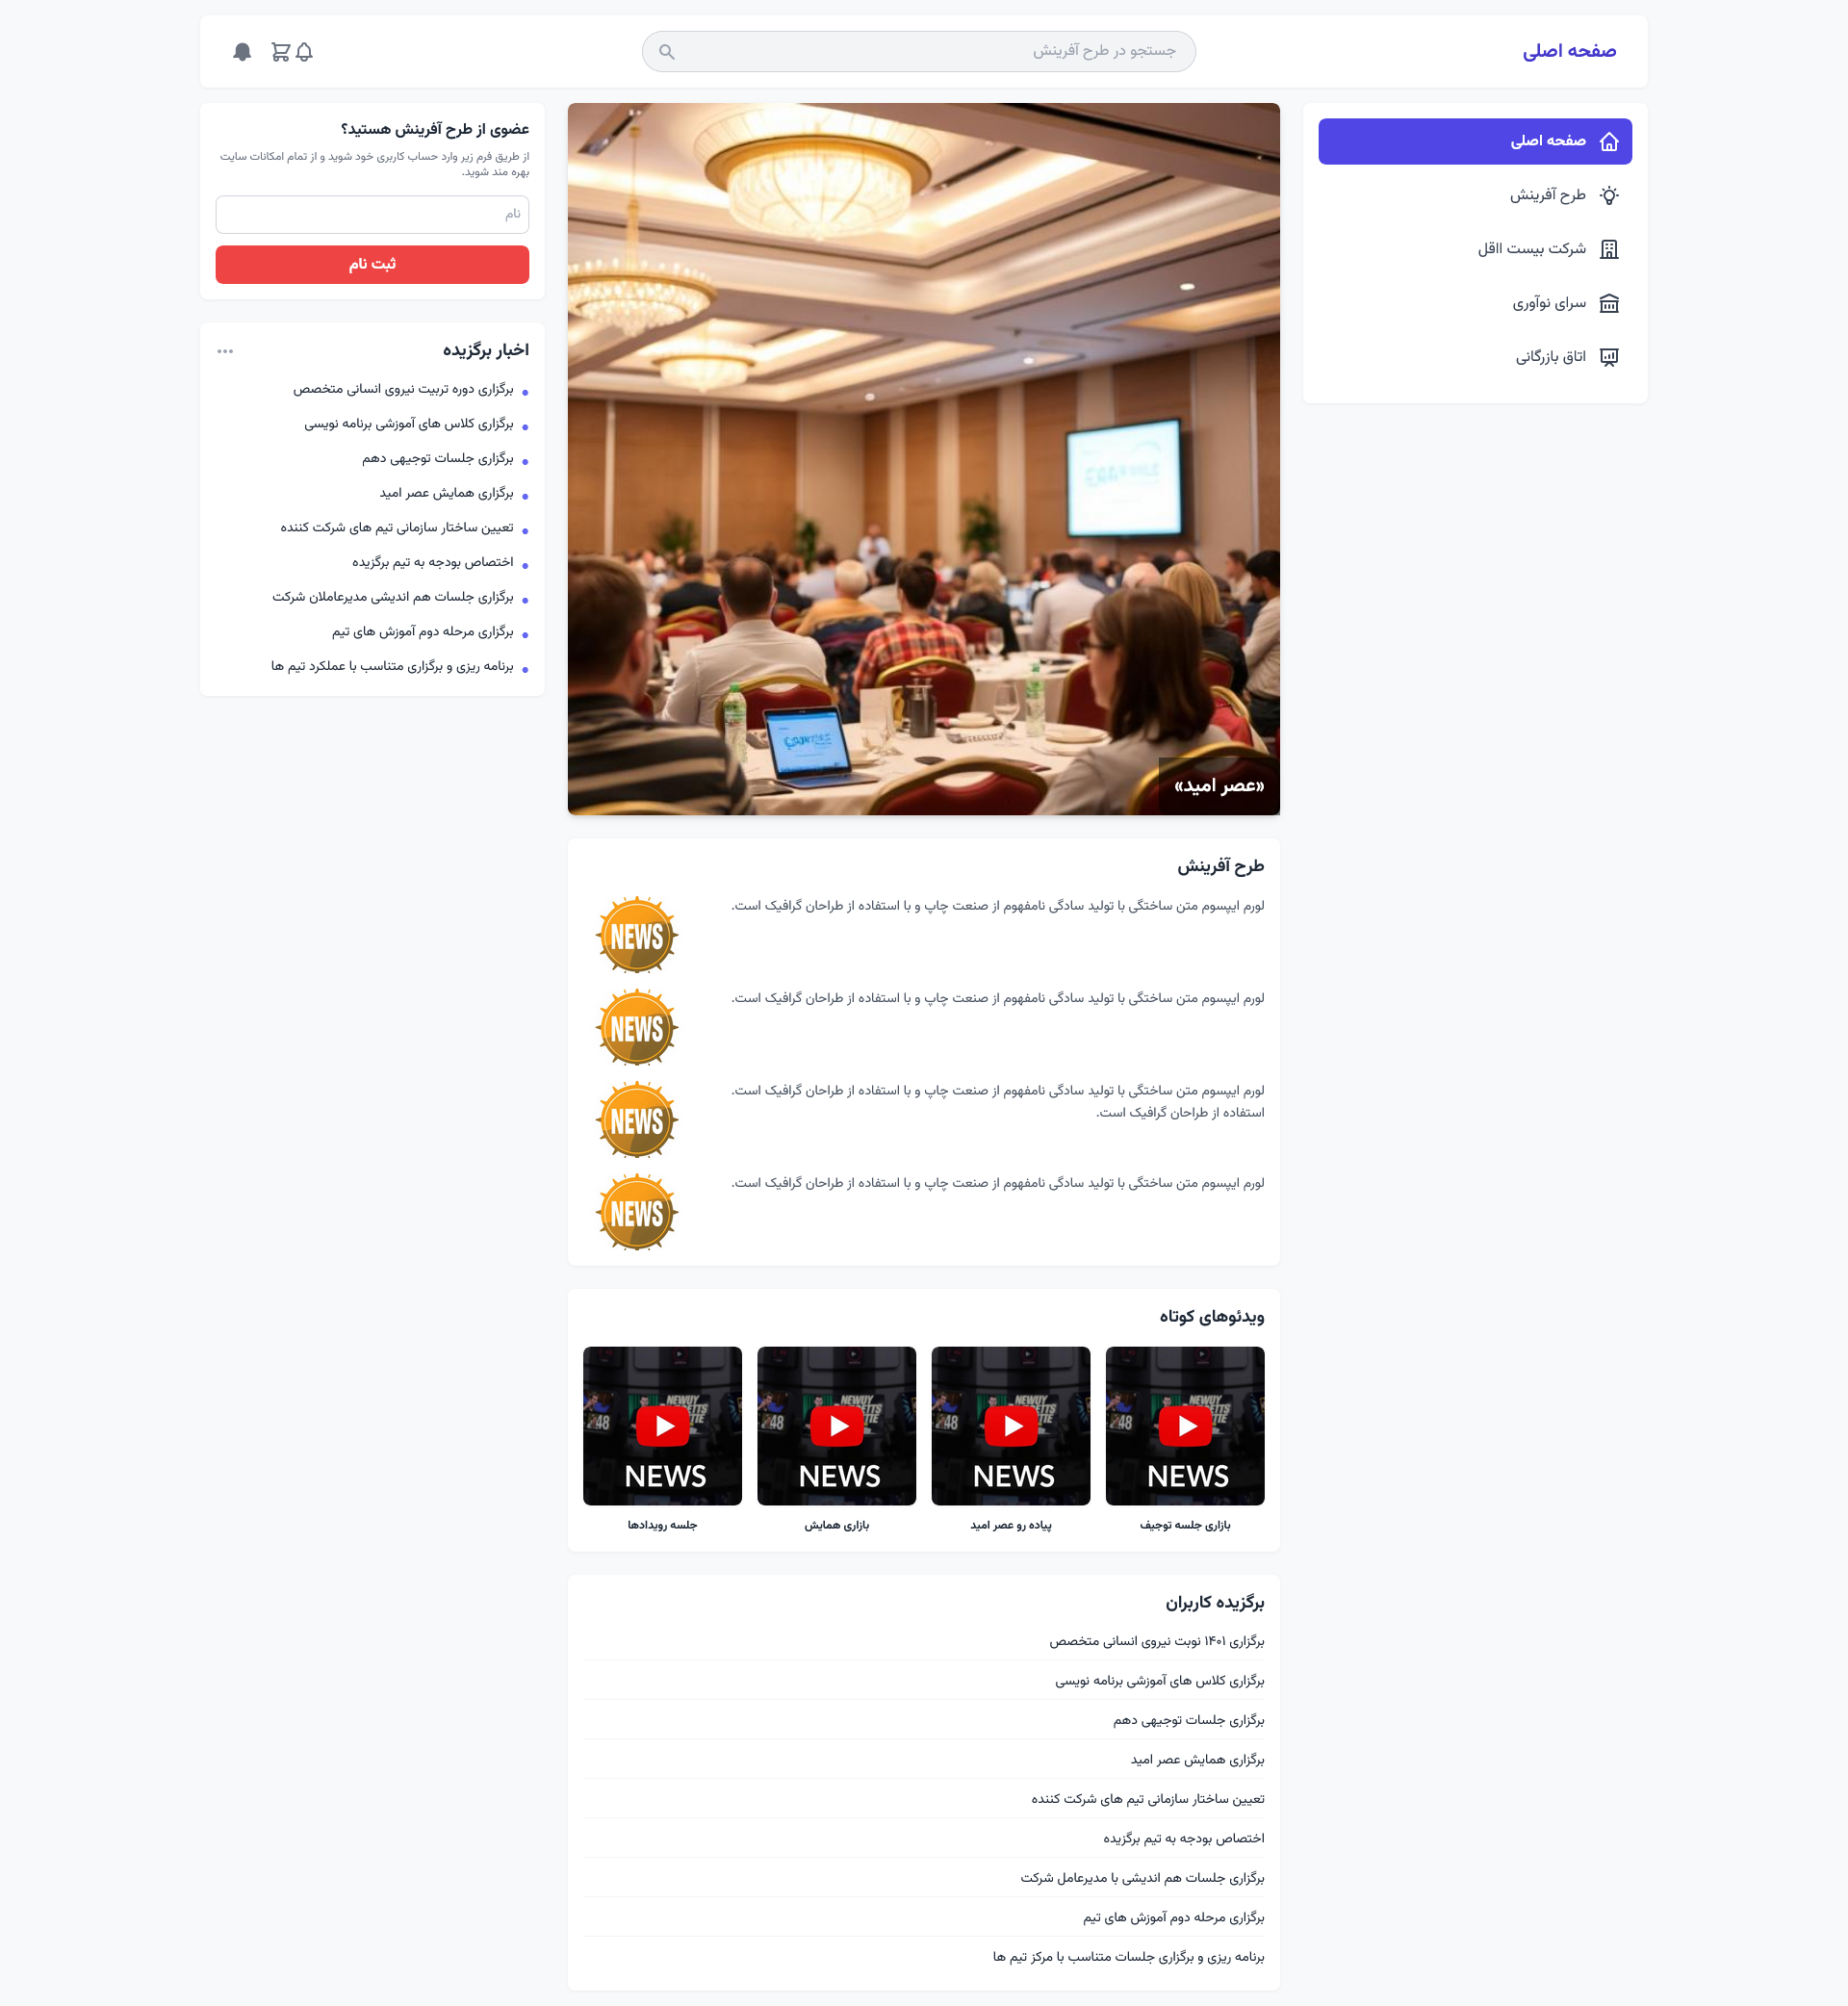 صفحه اصلی
جستجو در طرح آفرینش
صفحه اصلی
طرح آفرینش
شرکت بیست ااقل
سرای نوآوری
اتاق بازرگانی
«عصر امید»
طرح آفرینش
لورم ایپسوم متن ساختگی با تولید سادگی نامفهوم از صنعت چاپ و با استفاده از طراحان گرافیک است.
NEWS
لورم ایپسوم متن ساختگی با تولید سادگی نامفهوم از صنعت چاپ و با استفاده از طراحان گرافیک است.
NEWS
لورم ایپسوم متن ساختگی با تولید سادگی نامفهوم از صنعت چاپ و با استفاده از طراحان گرافیک است.
استفاده از طراحان گرافیک است.
NEWS
لورم ایپسوم متن ساختگی با تولید سادگی نامفهوم از صنعت چاپ و با استفاده از طراحان گرافیک است.
NEWS
ویدئوهای کوتاه
NEWS
بازاری جلسه توجیف
NEWS
پیاده رو عصر امید
NEWS
بازاری همایش
NEWS
جلسه رویدادها
برگزیده کاربران
برگزاری ۱۴۰۱ نوبت نیروی انسانی متخصص
برگزاری کلاس های آموزشی برنامه نویسی
برگزاری جلسات توجیهی دهم
برگزاری همایش عصر امید
تعیین ساختار سازمانی تیم های شرکت کننده
اختصاص بودجه به تیم برگزیده
برگزاری جلسات هم اندیشی با مدیرعامل شرکت
برگزاری مرحله دوم آموزش های تیم
برنامه ریزی و برگزاری جلسات متناسب با مرکز تیم ها
عضوی از طرح آفرینش هستید؟
از طریق فرم زیر وارد حساب کاربری خود شوید و از تمام امکانات سایت
بهره مند شوید.
نام
ثبت نام
اخبار برگزیده
برگزاری دوره تربیت نیروی انسانی متخصص
برگزاری کلاس های آموزشی برنامه نویسی
برگزاری جلسات توجیهی دهم
برگزاری همایش عصر امید
تعیین ساختار سازمانی تیم های شرکت کننده
اختصاص بودجه به تیم برگزیده
برگزاری جلسات هم اندیشی مدیرعاملان شرکت
برگزاری مرحله دوم آموزش های تیم
برنامه ریزی و برگزاری متناسب با عملکرد تیم ها